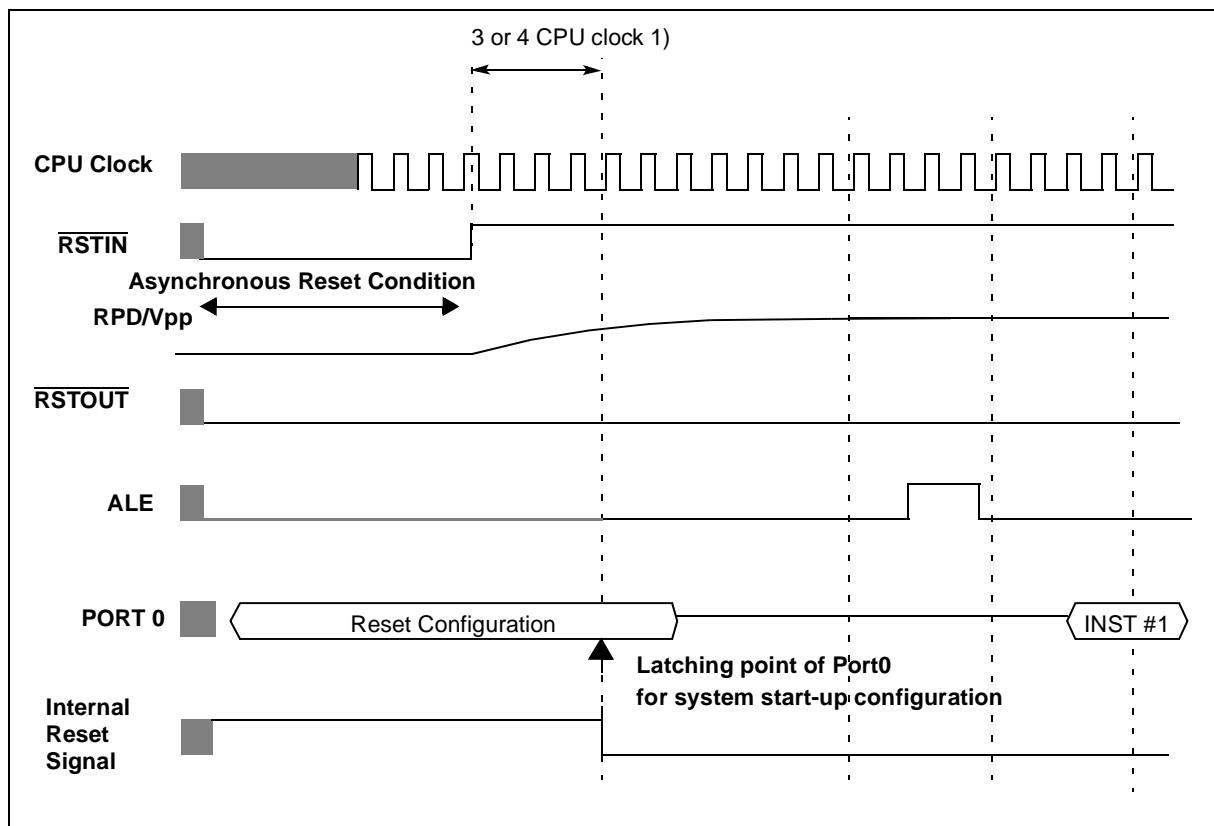 3 or 4 CPU clock 1)
CPU Clock
RSTIN
Asynchronous Reset Condition
RPD/Vpp
RSTOUT
ALE
PORT 0
Reset Configuration
INST #1
Latching point of Port0
for system start-up configuration
Internal
Reset
Signal